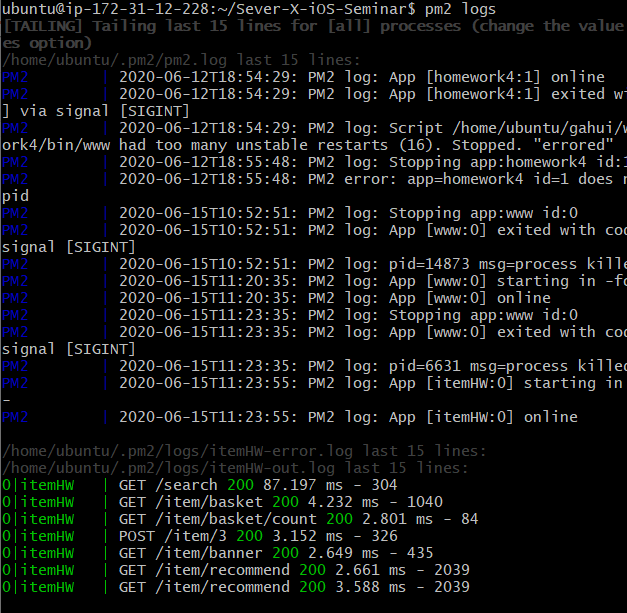 ubuntu@ip-172-31-12-228:~/Sever-X-iOS-Seminar$ pm2 logs
[TAILING] Tailing last 15 lines for [all] processes (change the value
es option)
/home/ubuntu/.pm2/pm2.log last 15 lines:
PM2 | 2020-06-12T18:54:29: PM2 log: App [homework4:1] online
PM2 | 2020-06-12T18:54:29: PM2 log: App [homework4:1] exited wi
] via signal [SIGINT]
PM2 | 2020-06-12T18:54:29: PM2 log: Script /home/ubuntu/gahui/w
ork4/bin/www had too many unstable restarts (16). Stopped. "errored"
PM2 | 2020-06-12T18:55:48: PM2 log: Stopping app:homework4 id:1
PM2 | 2020-06-12T18:55:48: PM2 error: app=homework4 id=1 does n
pid
PM2 | 2020-06-15T10:52:51: PM2 log: Stopping app:www id:0
PM2 | 2020-06-15T10:52:51: PM2 log: App [www:0] exited with cod
signal [SIGINT]
PM2 | 2020-06-15T10:52:51: PM2 log: pid=14873 msg=process kille
PM2 | 2020-06-15T11:20:35: PM2 log: App [www:0] starting in -fo
PM2 | 2020-06-15T11:20:35: PM2 log: App [www:0] online
PM2 | 2020-06-15T11:23:35: PM2 log: Stopping app:www id:0
PM2 | 2020-06-15T11:23:35: PM2 log: App [www:0] exited with cod
signal [SIGINT]
PM2 | 2020-06-15T11:23:35: PM2 log: pid=6631 msg=process killed
PM2 | 2020-06-15T11:23:55: PM2 log: App [itemHW:0] starting in
-
PM2 | 2020-06-15T11:23:55: PM2 log: App [itemHW:0] online
/home/ubuntu/.pm2/logs/itemHW-error.log last 15 lines:
/home/ubuntu/.pm2/logs/itemHW-out.log last 15 lines:
0|itemHW | GET /search 200 87.197 ms - 304
0|itemHW | GET /item/basket 200 4.232 ms - 1040
0|itemHW | GET /item/basket/count 200 2.801 ms - 84
0|itemHW | POST /item/3 200 3.152 ms - 326
0|itemHW | GET /item/banner 200 2.649 ms - 435
0|itemHW | GET /item/recommend 200 2.661 ms - 2039
0|itemHW | GET /item/recommend 200 3.588 ms - 2039